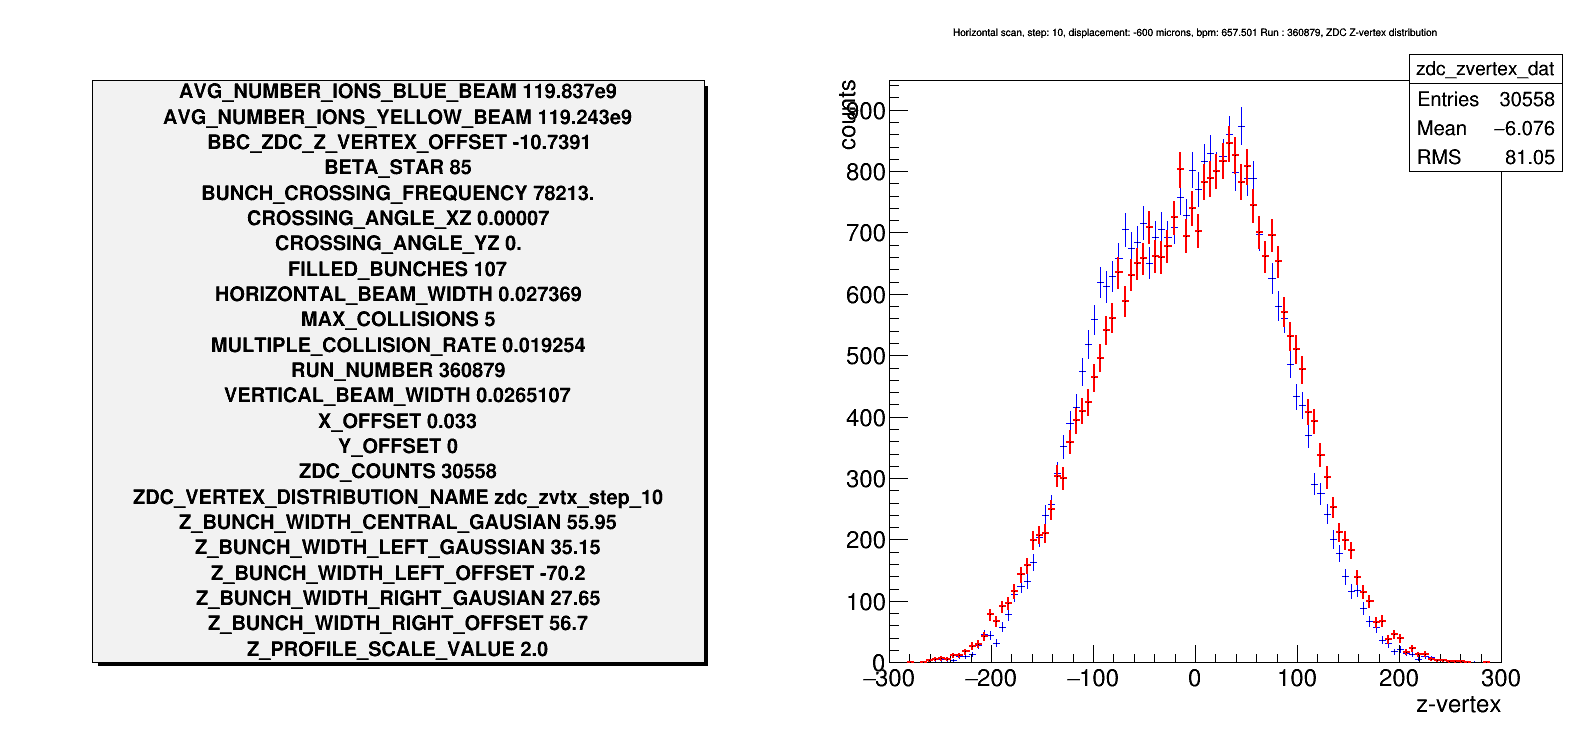 AVG_NUMBER_IONS_BLUE_BEAM 119.837e9
AVG_NUMBER_IONS_YELLOW_BEAM 119.243e9
BBC_ZDC_Z_VERTEX_OFFSET -10.7391
BETA_STAR 85
BUNCH_CROSSING_FREQUENCY 78213.
CROSSING_ANGLE_XZ 0.00007
CROSSING_ANGLE_YZ 0.
FILLED_BUNCHES 107
HORIZONTAL_BEAM_WIDTH 0.027369
MAX_COLLISIONS 5
MULTIPLE_COLLISION_RATE 0.019254
RUN_NUMBER 360879
VERTICAL_BEAM_WIDTH 0.0265107
X_OFFSET 0.033
Y_OFFSET 0
ZDC_COUNTS 30558
ZDC_VERTEX_DISTRIBUTION_NAME zdc_zvtx_step_10
Z_BUNCH_WIDTH_CENTRAL_GAUSIAN 55.95
Z_BUNCH_WIDTH_LEFT_GAUSSIAN 35.15
Z_BUNCH_WIDTH_LEFT_OFFSET -70.2
Z_BUNCH_WIDTH_RIGHT_GAUSIAN 27.65
Z_BUNCH_WIDTH_RIGHT_OFFSET 56.7
Z_PROFILE_SCALE_VALUE 2.0
Horizontal scan, step: 10, displacement: -600 microns, bpm: 657.501 Run : 360879, ZDC Z-vertex distribution
zdc_zvertex_dat
Entries 30558
Mean −6.076
RMS 81.05
counts
900
800
700
600
500
400
300
200
100
0
−300 −200 −100 0 100 200 300
z-vertex